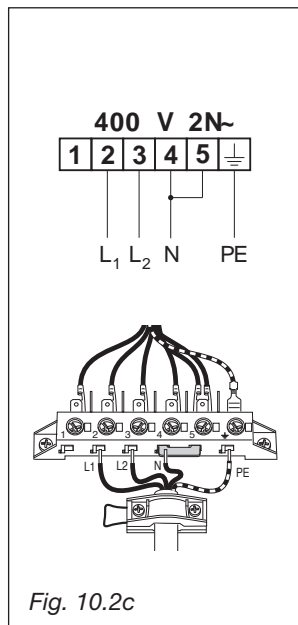 400 V 2N~
1 2 3 4 5 ⏚
L₁ L₂ N PE
1 2 3 4 5 ⏚
L1 L2 N PE
Fig. 10.2c